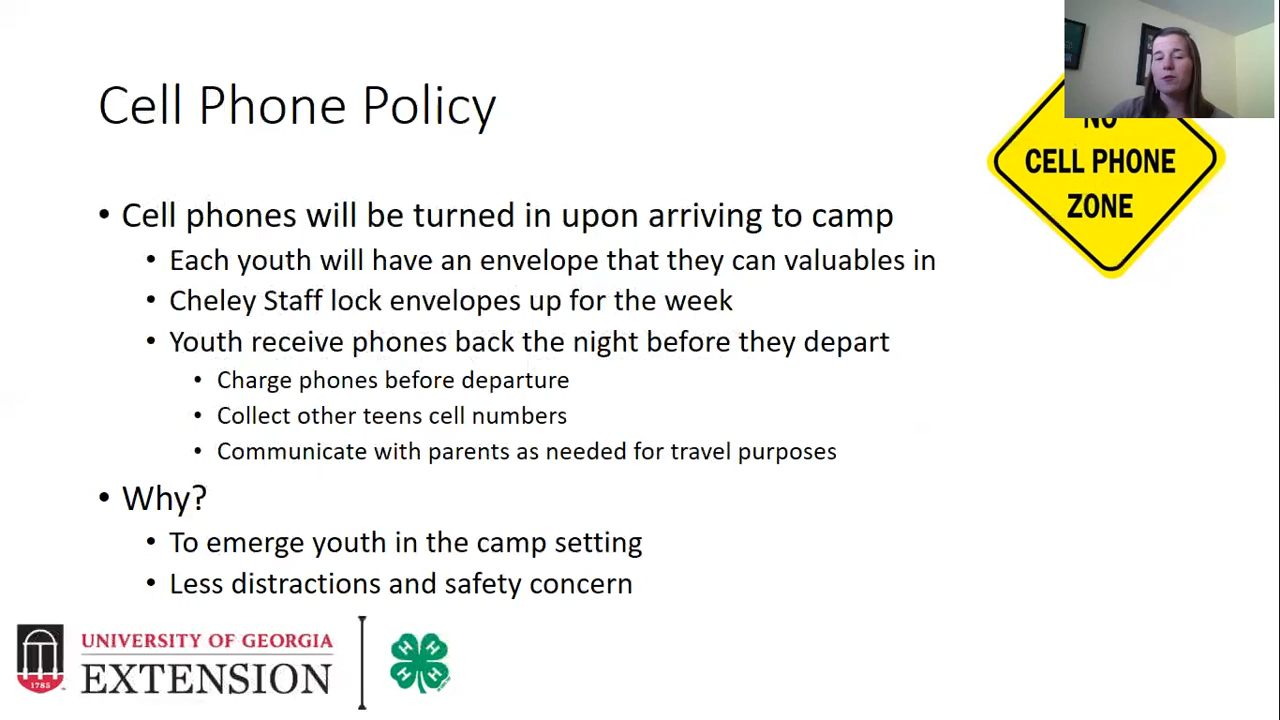 Cell Phone Policy
NO
CELL PHONE
ZONE
• Cell phones will be turned in upon arriving to camp
• Each youth will have an envelope that they can valuables in
• Cheley Staff lock envelopes up for the week
• Youth receive phones back the night before they depart
• Charge phones before departure
• Collect other teens cell numbers
• Communicate with parents as needed for travel purposes
• Why?
• To emerge youth in the camp setting
• Less distractions and safety concern
1785
UNIVERSITY OF GEORGIA
EXTENSION
H H
H H